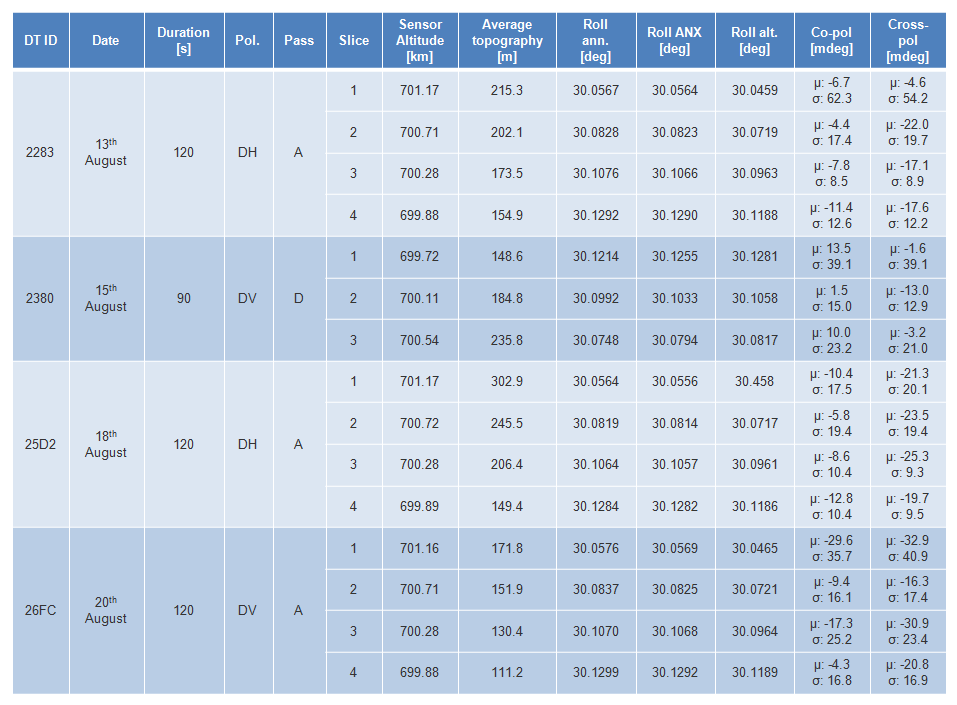 DT ID Date Duration [s] Pol. Pass Slice Sensor Altitude [km] Average topography [m] Roll ann. [deg] Roll ANX [deg] Roll alt. [deg] Co-pol [mdeg] Cross-pol [mdeg]
2283 13th August 120 DH A 1 701.17 215.3 30.0567 30.0564 30.0459 μ: -6.7 σ: 62.3 μ: -4.6 σ: 54.2
2 700.71 202.1 30.0828 30.0823 30.0719 μ: -4.4 σ: 17.4 μ: -22.0 σ: 19.7
3 700.28 173.5 30.1076 30.1066 30.0963 μ: -7.8 σ: 8.5 μ: -17.1 σ: 8.9
4 699.88 154.9 30.1292 30.1290 30.1188 μ: -11.4 σ: 12.6 μ: -17.6 σ: 12.2
2380 15th August 90 DV D 1 699.72 148.6 30.1214 30.1255 30.1281 μ: 13.5 σ: 39.1 μ: -1.6 σ: 39.1
2 700.11 184.8 30.0992 30.1033 30.1058 μ: 1.5 σ: 15.0 μ: -13.0 σ: 12.9
3 700.54 235.8 30.0748 30.0794 30.0817 μ: 10.0 σ: 23.2 μ: -3.2 σ: 21.0
25D2 18th August 120 DH A 1 701.17 302.9 30.0564 30.0556 30.458 μ: -10.4 σ: 17.5 μ: -21.3 σ: 20.1
2 700.72 245.5 30.0819 30.0814 30.0717 μ: -5.8 σ: 19.4 μ: -23.5 σ: 19.4
3 700.28 206.4 30.1064 30.1057 30.0961 μ: -8.6 σ: 10.4 μ: -25.3 σ: 9.3
4 699.89 149.4 30.1284 30.1282 30.1186 μ: -12.8 σ: 10.4 μ: -19.7 σ: 9.5
26FC 20th August 120 DV A 1 701.16 171.8 30.0576 30.0569 30.0465 μ: -29.6 σ: 35.7 μ: -32.9 σ: 40.9
2 700.71 151.9 30.0837 30.0825 30.0721 μ: -9.4 σ: 16.1 μ: -16.3 σ: 17.4
3 700.28 130.4 30.1070 30.1068 30.0964 μ: -17.3 σ: 25.2 μ: -30.9 σ: 23.4
4 699.88 111.2 30.1299 30.1292 30.1189 μ: -4.3 σ: 16.8 μ: -20.8 σ: 16.9